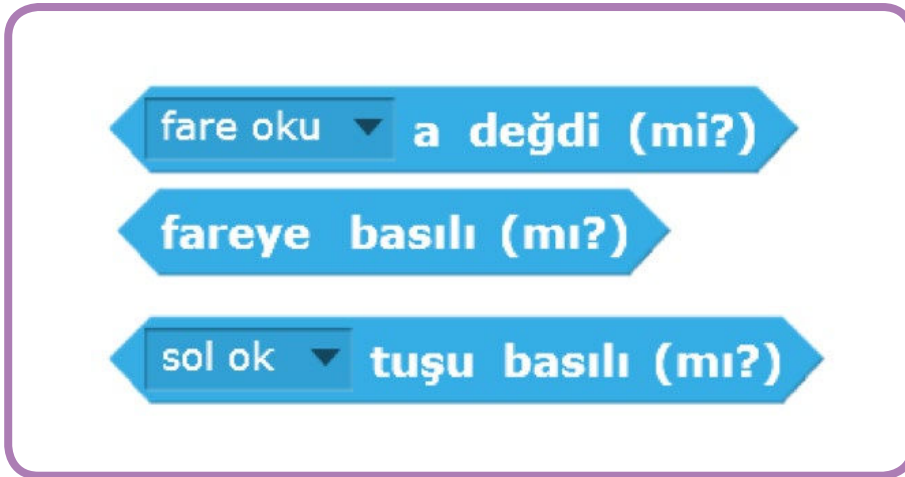 fare oku a değdi (mi?)
fareye basılı (mı?)
sol ok tuşu basılı (mı?)